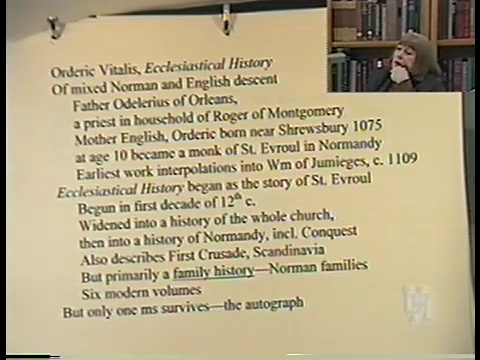 Orderic Vitalis, Ecclesiastical History
Of mixed Norman and English descent
Father Odelerius of Orleans,
a priest in household of Roger of Montgomery
Mother English, Orderic born near Shrewsbury 1075
at age 10 became a monk of St. Evroul in Normandy
Earliest work interpolations into Wm of Jumieges, c. 1109
Ecclesiastical History began as the story of St. Evroul
Begun in first decade of 12th c.
Widened into a history of the whole church,
then into a history of Normandy, incl. Conquest
Also describes First Crusade, Scandinavia
But primarily a family history—Norman families
Six modern volumes
But only one ms survives—the autograph